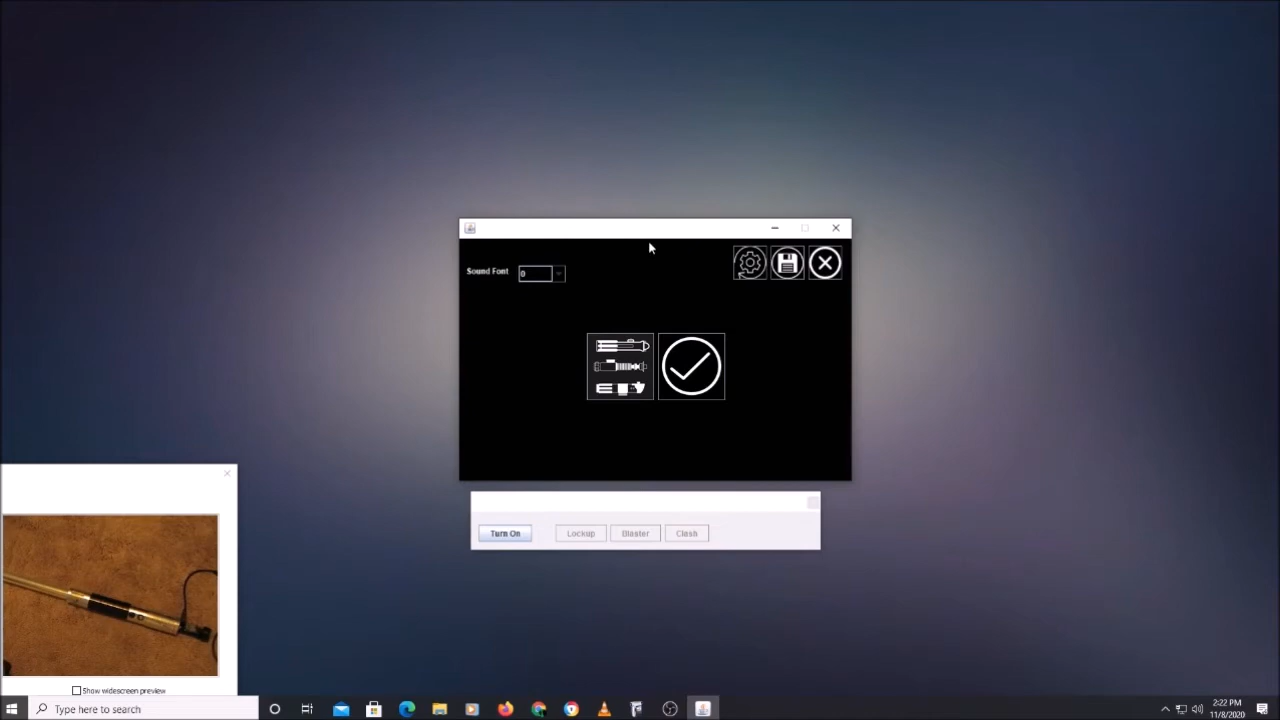 Sound Font 0
Turn On Lockup Blaster Clash
Show widescreen preview
Type here to search
2:22 PM
11/8/2020